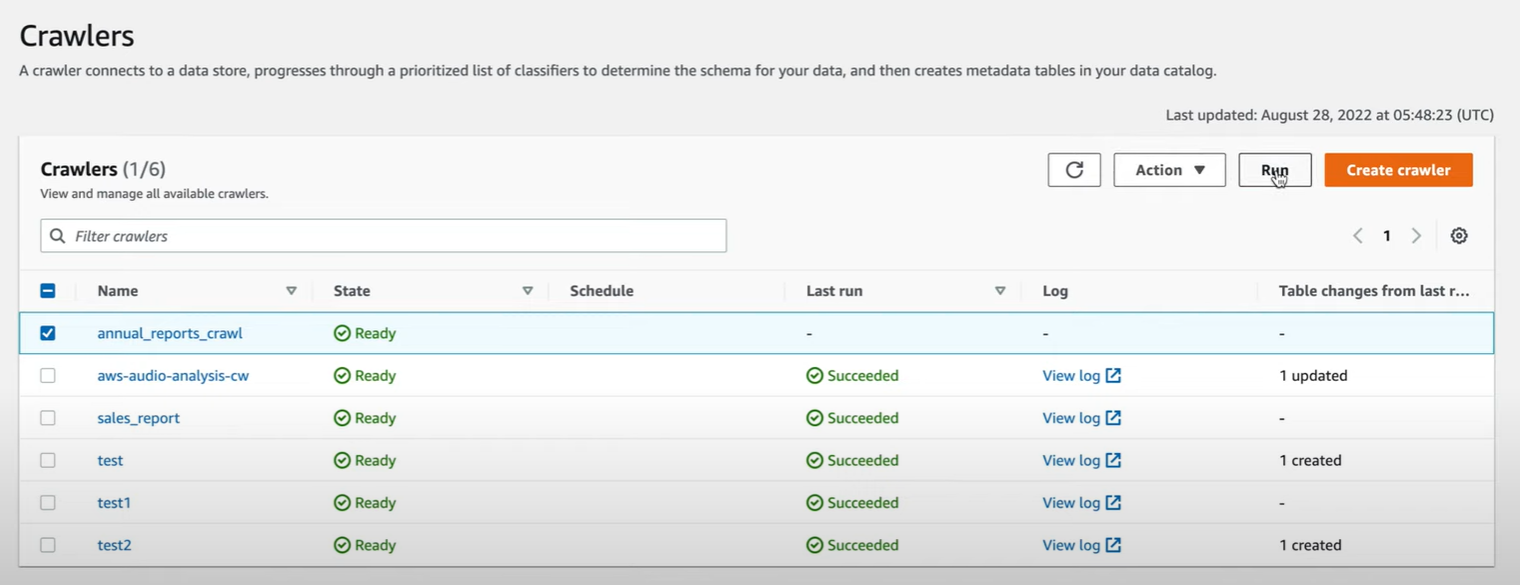 Crawlers
A crawler connects to a data store, progresses through a prioritized list of classifiers to determine the schema for your data, and then creates metadata tables in your data catalog.
Last updated: August 28, 2022 at 05:48:23 (UTC)
Crawlers (1/6)
View and manage all available crawlers.
Action Run Create crawler
Filter crawlers
1
Name State Schedule Last run Log Table changes from last r...
annual_reports_crawl Ready - - -
aws-audio-analysis-cw Ready Succeeded View log 1 updated
sales_report Ready Succeeded View log -
test Ready Succeeded View log 1 created
test1 Ready Succeeded View log -
test2 Ready Succeeded View log 1 created